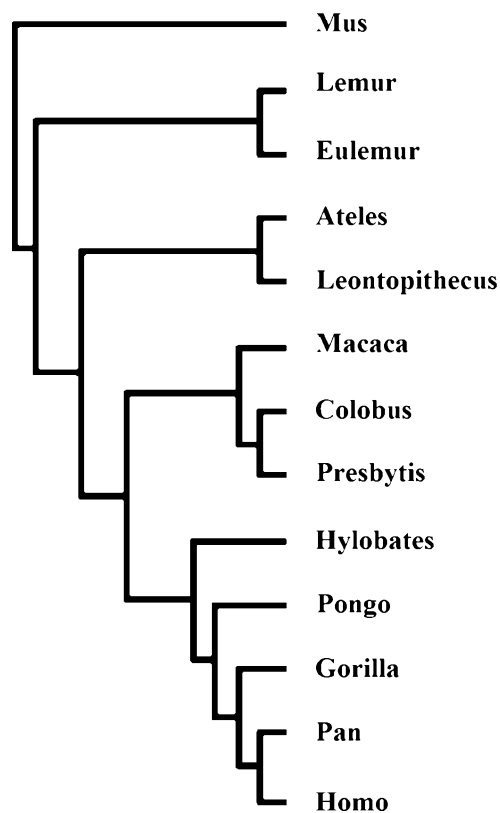 Mus
Lemur
Eulemur
Ateles
Leontopithecus
Macaca
Colobus
Presbytis
Hylobates
Pongo
Gorilla
Pan
Homo